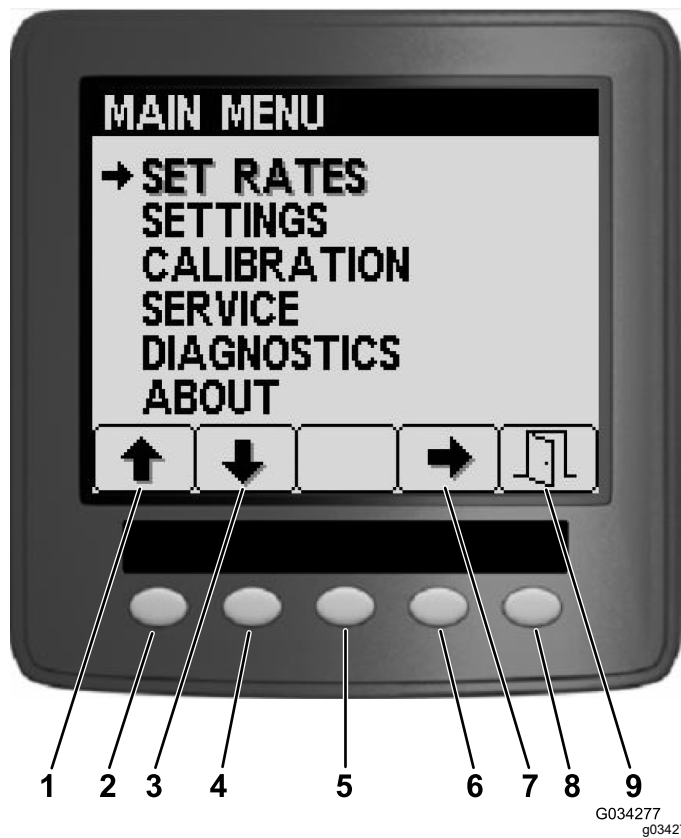 MAIN MENU
SET RATES
SETTINGS
CALIBRATION
SERVICE
DIAGNOSTICS
ABOUT
1 2 3 4 5 6 7 8 9
G034277
g03427